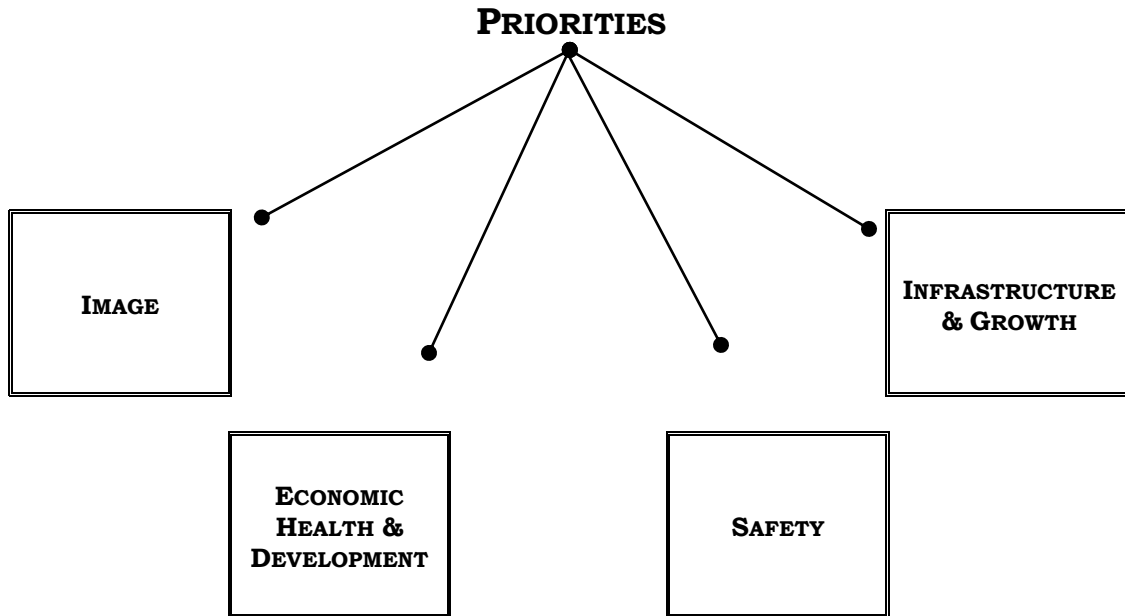 PRIORITIES
IMAGE
INFRASTRUCTURE
& GROWTH
ECONOMIC
HEALTH &
DEVELOPMENT
SAFETY